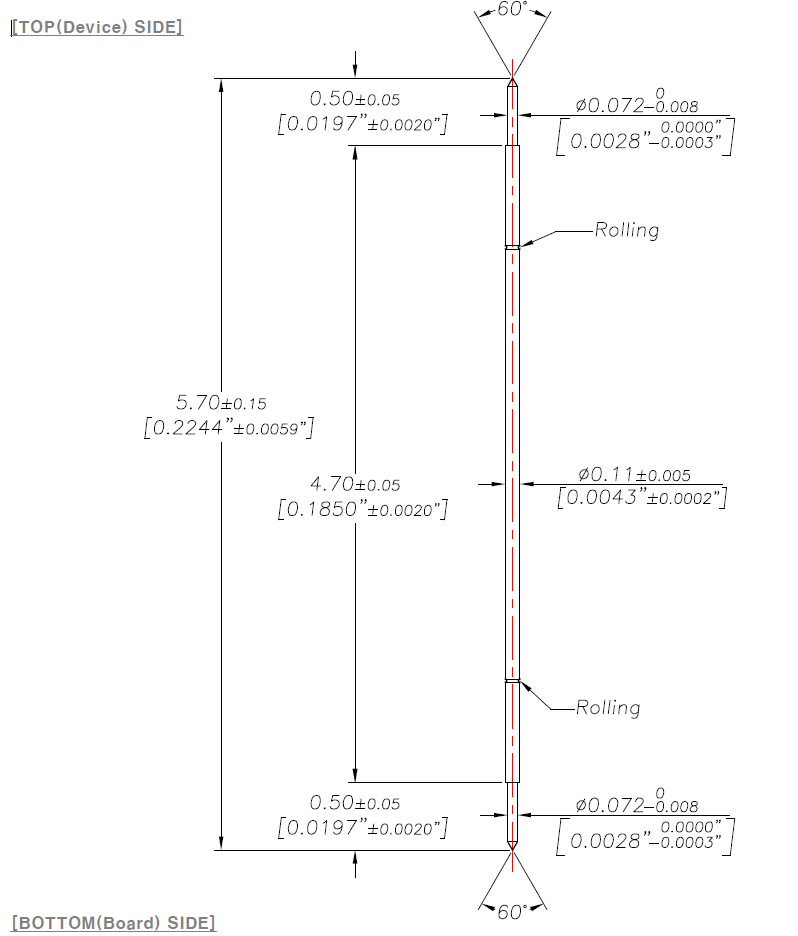 60°
[TOP(Device) SIDE]
0.50±0.05
[0.0197”±0.0020”]
ø0.072 0 −0.008
[0.0028” 0.0000” −0.0003”]
Rolling
5.70±0.15
[0.2244”±0.0059”]
4.70±0.05
[0.1850”±0.0020”]
ø0.11±0.005
[0.0043”±0.0002”]
Rolling
0.50±0.05
[0.0197”±0.0020”]
ø0.072 0 −0.008
[0.0028” 0.0000” −0.0003”]
60°
[BOTTOM(Board) SIDE]